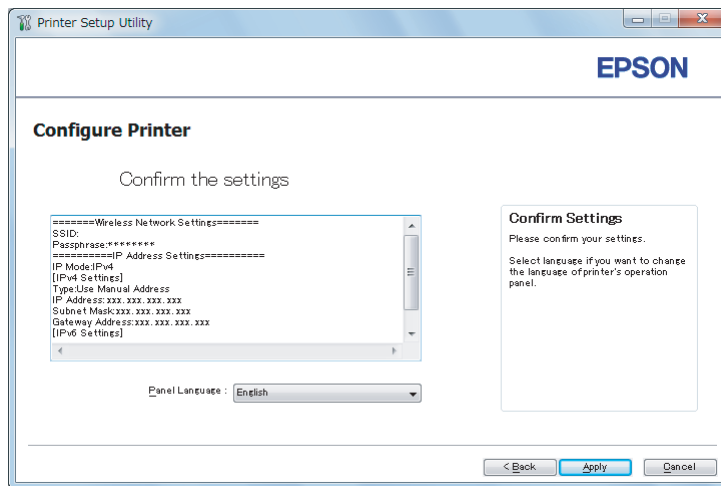 Printer Setup Utility
EPSON
Configure Printer
Confirm the settings
=======Wireless Network Settings=======
SSID:
Passphrase:********
==========IP Address Settings==========
IP Mode:IPv4
[IPv4 Settings]
Type:Use Manual Address
IP Address:xxx.xxx.xxx.xxx
Subnet Mask:xxx.xxx.xxx.xxx
Gateway Address:xxx.xxx.xxx.xxx
[IPv6 Settings]
Panel Language : English
Confirm Settings
Please confirm your settings.
Select language if you want to change
the language of printer's operation
panel.
< Back Apply Cancel